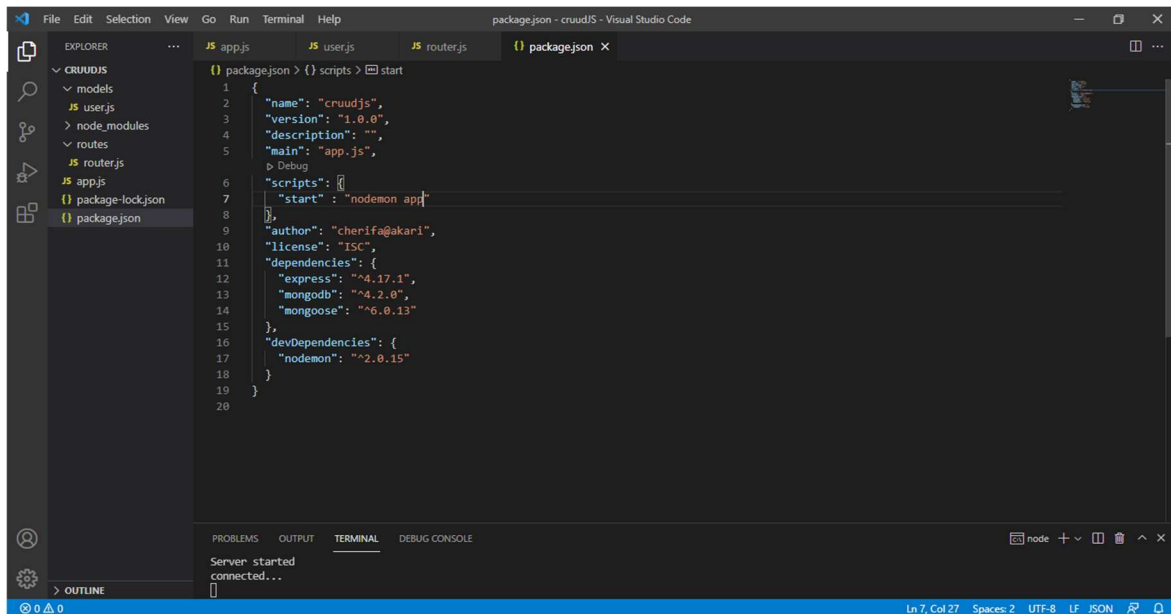 File Edit Selection View Go Run Terminal Help
package.json - cruudJS - Visual Studio Code
EXPLORER ...
CRUUDJS
models
JS user.js
node_modules
routes
JS router.js
JS app.js
{} package-lock.json
{} package.json
OUTLINE
JS app.js JS user.js JS router.js {} package.json
{} package.json > {} scripts > start
1 {
2 "name": "cruudjs",
3 "version": "1.0.0",
4 "description": "",
5 "main": "app.js",
Debug
6 "scripts": {
7 "start" : "nodemon app"
8 },
9 "author": "cherifa@akari",
10 "license": "ISC",
11 "dependencies": {
12 "express": "^4.17.1",
13 "mongodb": "^4.2.0",
14 "mongoose": "^6.0.13"
15 },
16 "devDependencies": {
17 "nodemon": "^2.0.15"
18 }
19 }
20
PROBLEMS OUTPUT TERMINAL DEBUG CONSOLE
node
Server started
connected...
0 0
Ln 7, Col 27 Spaces: 2 UTF-8 LF JSON